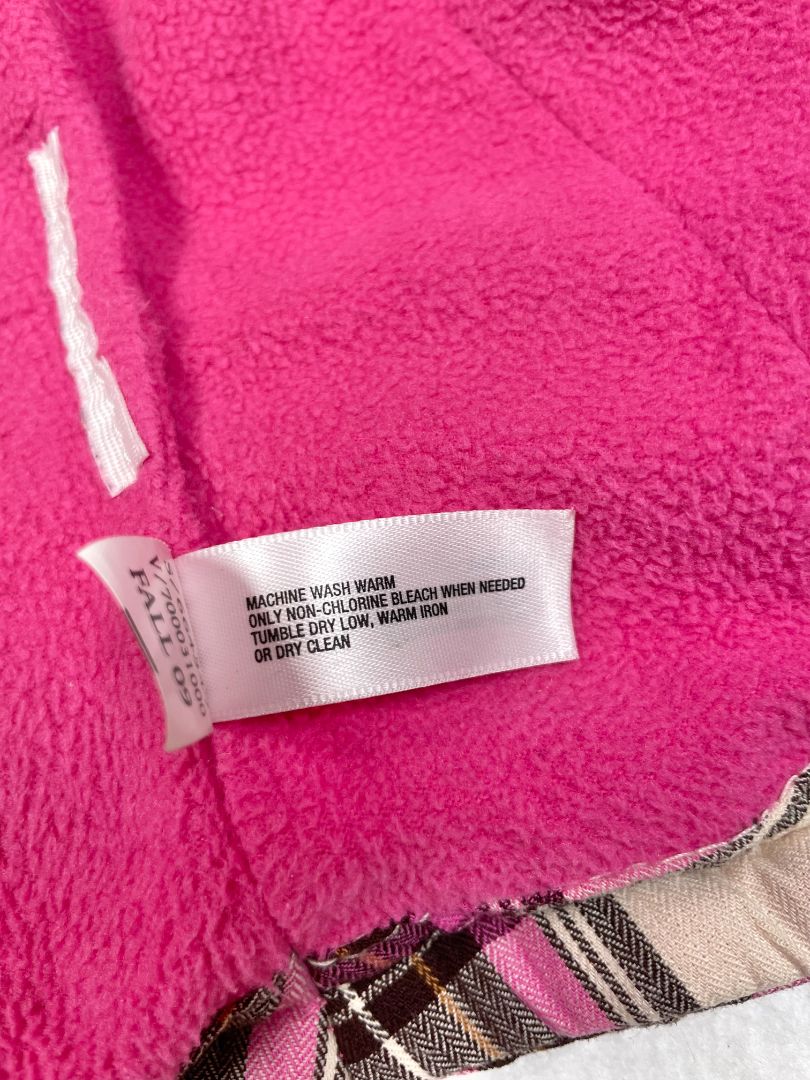 MACHINE WASH WARM
ONLY NON-CHLORINE BLEACH WHEN NEEDED
TUMBLE DRY LOW, WARM IRON
OR DRY CLEAN
FALL 09